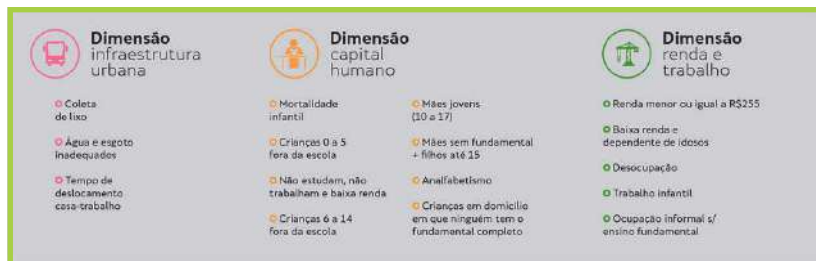 Dimensão
infraestrutura
urbana
Coleta
de lixo
Água e esgoto
inadequados
Tempo de
deslocamento
casa-trabalho
Dimensão
capital
humano
Mortalidade
infantil
Crianças 0 a 5
fora da escola
Não estudam, não
trabalham e baixa renda
Crianças 6 a 14
fora da escola
Mães jovens
(10 a 17)
Mães sem fundamental
+ filhos até 15
Analfabetismo
Crianças em domicílio
em que ninguém tem o
fundamental completo
Dimensão
renda e
trabalho
Renda menor ou igual a R$255
Baixa renda e
dependente de idosos
Desocupação
Trabalho infantil
Ocupação informal s/
ensino fundamental